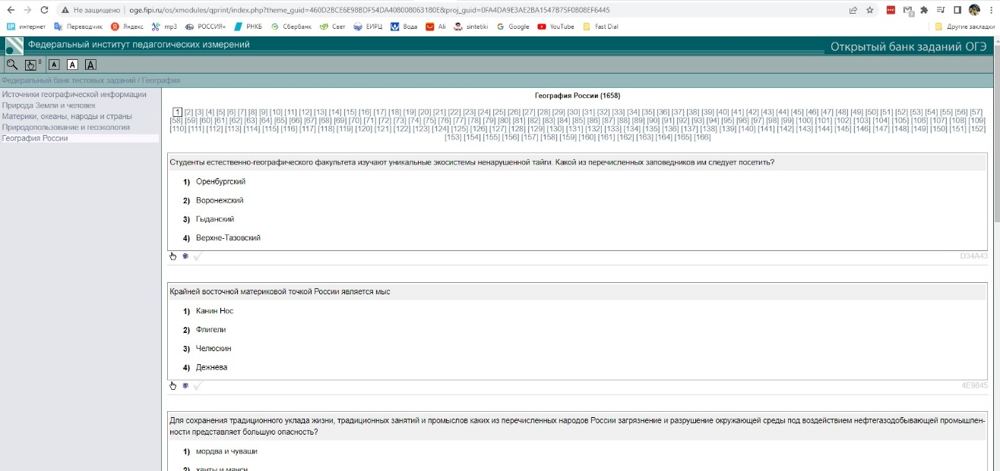 Не защищено | oge.fipi.ru/os/xmodules/qprint/index.php?theme_guid=460D2BCE6E98BDF54DA408008063180E&proj_guid=0FA4DA9E3AE2BA1547B75F0B08EF6445
интернет Переводчик Яндекс mp3 «РОССИЯ» РНКБ Сбербанк Свет ЕИРЦ Вода Ali sintetiki Google YouTube Fast Dial Другие закладки
Федеральный институт педагогических измерений
Открытый банк заданий ОГЭ
0 A A A
Федеральный банк тестовых заданий / География
Источники географической информации
Природа Земли и человек
Материки, океаны, народы и страны
Природопользование и геоэкология
География России
География России (1658)
1 [2] [3] [4] [5] [6] [7] [8] [9] [10] [11] [12] [13] [14] [15] [16] [17] [18] [19] [20] [21] [22] [23] [24] [25] [26] [27] [28] [29] [30] [31] [32] [33] [34] [35] [36] [37] [38] [39] [40] [41] [42] [43] [44] [45] [46] [47] [48] [49] [50] [51] [52] [53] [54] [55] [56] [57]
[58] [59] [60] [61] [62] [63] [64] [65] [66] [67] [68] [69] [70] [71] [72] [73] [74] [75] [76] [77] [78] [79] [80] [81] [82] [83] [84] [85] [86] [87] [88] [89] [90] [91] [92] [93] [94] [95] [96] [97] [98] [99] [100] [101] [102] [103] [104] [105] [106] [107] [108] [109]
[110] [111] [112] [113] [114] [115] [116] [117] [118] [119] [120] [121] [122] [123] [124] [125] [126] [127] [128] [129] [130] [131] [132] [133] [134] [135] [136] [137] [138] [139] [140] [141] [142] [143] [144] [145] [146] [147] [148] [149] [150] [151] [152]
[153] [154] [155] [156] [157] [158] [159] [160] [161] [162] [163] [164] [165] [166]
Студенты естественно-географического факультета изучают уникальные экосистемы ненарушенной тайги. Какой из перечисленных заповедников им следует посетить?
1) Оренбургский
2) Воронежский
3) Гыданский
4) Верхне-Тазовский
D34A43
Крайней восточной материковой точкой России является мыс
1) Канин Нос
2) Флигели
3) Челюскин
4) Дежнёва
4E9845
Для сохранения традиционного уклада жизни, традиционных занятий и промыслов каких из перечисленных народов России загрязнение и разрушение окружающей среды под воздействием нефтегазодобывающей промышлен-
ности представляет большую опасность?
1) мордва и чуваши
2) ханты и манси